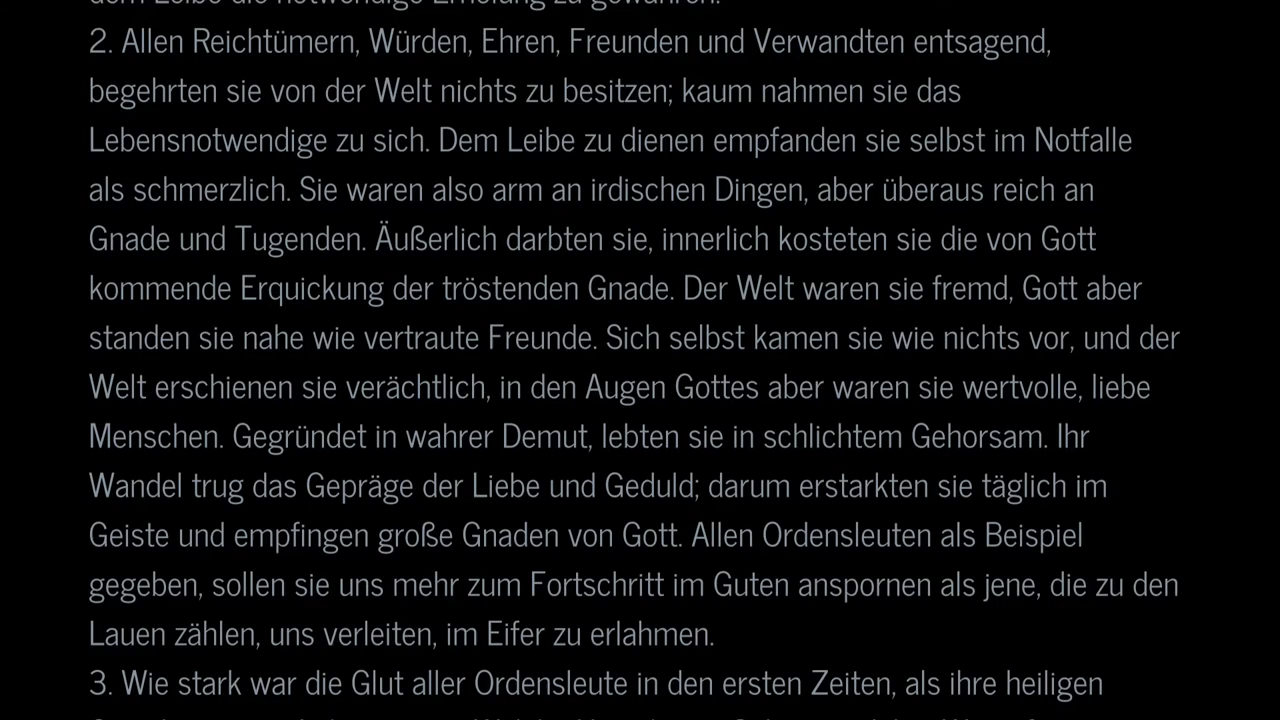 dem Leibe die notwendige Erholung zu gewähren.
2. Allen Reichtümern, Würden, Ehren, Freunden und Verwandten entsagend,
begehrten sie von der Welt nichts zu besitzen; kaum nahmen sie das
Lebensnotwendige zu sich. Dem Leibe zu dienen empfanden sie selbst im Notfalle
als schmerzlich. Sie waren also arm an irdischen Dingen, aber überaus reich an
Gnade und Tugenden. Äußerlich darbten sie, innerlich kosteten sie die von Gott
kommende Erquickung der tröstenden Gnade. Der Welt waren sie fremd, Gott aber
standen sie nahe wie vertraute Freunde. Sich selbst kamen sie wie nichts vor, und der
Welt erschienen sie verächtlich, in den Augen Gottes aber waren sie wertvolle, liebe
Menschen. Gegründet in wahrer Demut, lebten sie in schlichtem Gehorsam. Ihr
Wandel trug das Gepräge der Liebe und Geduld; darum erstarkten sie täglich im
Geiste und empfingen große Gnaden von Gott. Allen Ordensleuten als Beispiel
gegeben, sollen sie uns mehr zum Fortschritt im Guten anspornen als jene, die zu den
Lauen zählen, uns verleiten, im Eifer zu erlahmen.
3. Wie stark war die Glut aller Ordensleute in den ersten Zeiten, als ihre heiligen